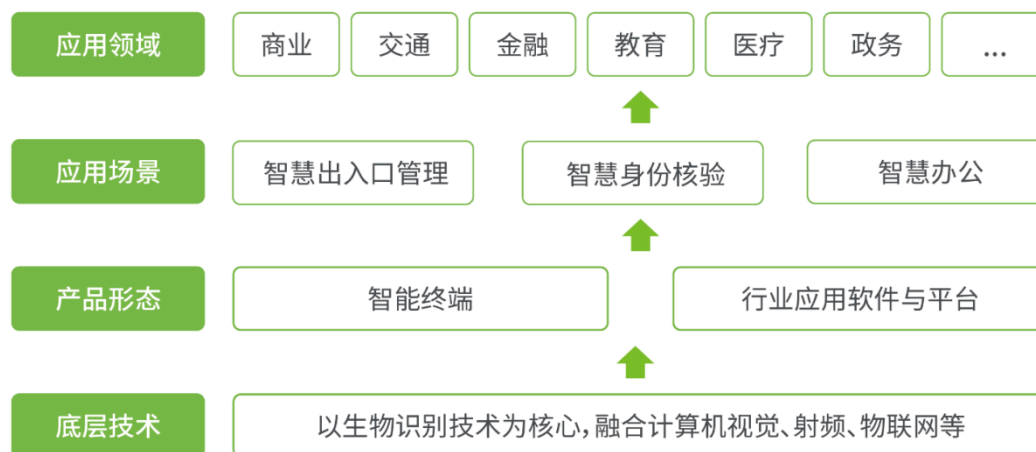 应用领域 商业 交通 金融 教育 医疗 政务 ...
应用场景 智慧出入口管理 智慧身份核验 智慧办公
产品形态 智能终端 行业应用软件与平台
底层技术 以生物识别技术为核心,融合计算机视觉、射频、物联网等